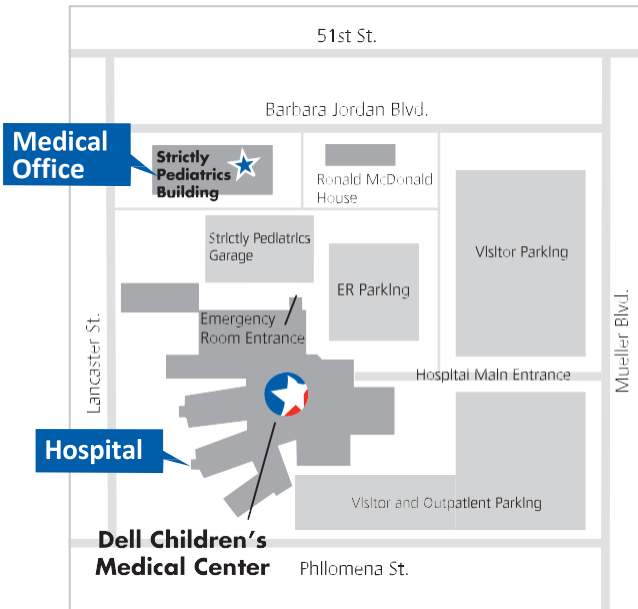 51st St.
Barbara Jordan Blvd.
Medical
Office
Strictly
Pediatrics
Building
Ronald McDonald
House
Strictly Pediatrics
Garage
ER Parking
Visitor Parking
Emergency
Room Entrance
Lancaster St.
Mueller Blvd.
Hospital Main Entrance
Hospital
Visitor and Outpatient Parking
Dell Children's
Medical Center
Philomena St.